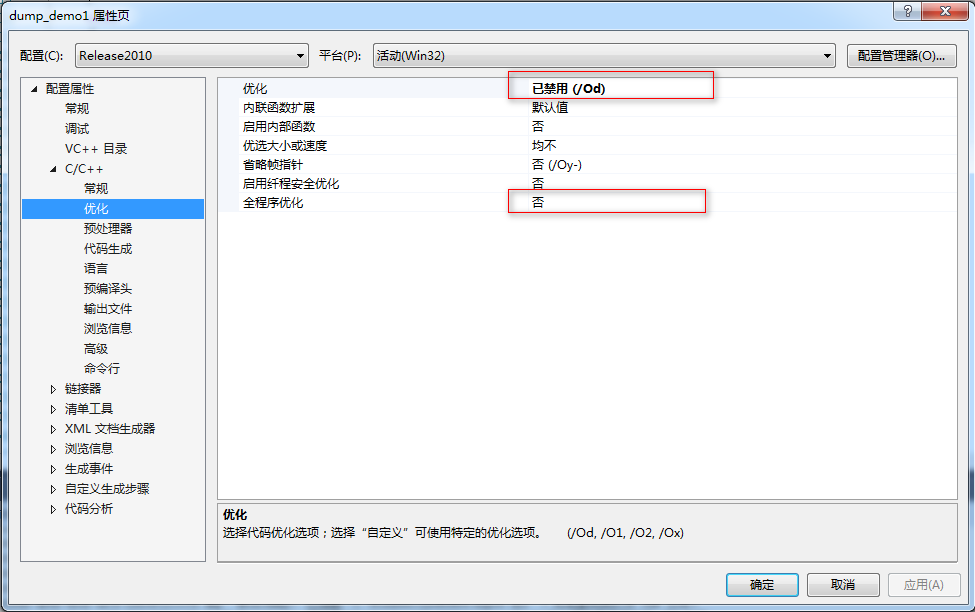 dump_demo1 属性页
配置(C): Release2010 平台(P): 活动(Win32) 配置管理器(O)...
配置属性
常规
调试
VC++ 目录
C/C++
常规
优化
预处理器
代码生成
语言
预编译头
输出文件
浏览信息
高级
命令行
链接器
清单工具
XML 文档生成器
浏览信息
生成事件
自定义生成步骤
代码分析
优化 已禁用 (/Od)
内联函数扩展 默认值
启用内部函数 否
优选大小或速度 均不
省略帧指针 否 (/Oy-)
启用纤程安全优化 否
全程序优化 否
优化
选择代码优化选项；选择“自定义”可使用特定的优化选项。 (/Od, /O1, /O2, /Ox)
确定 取消 应用(A)